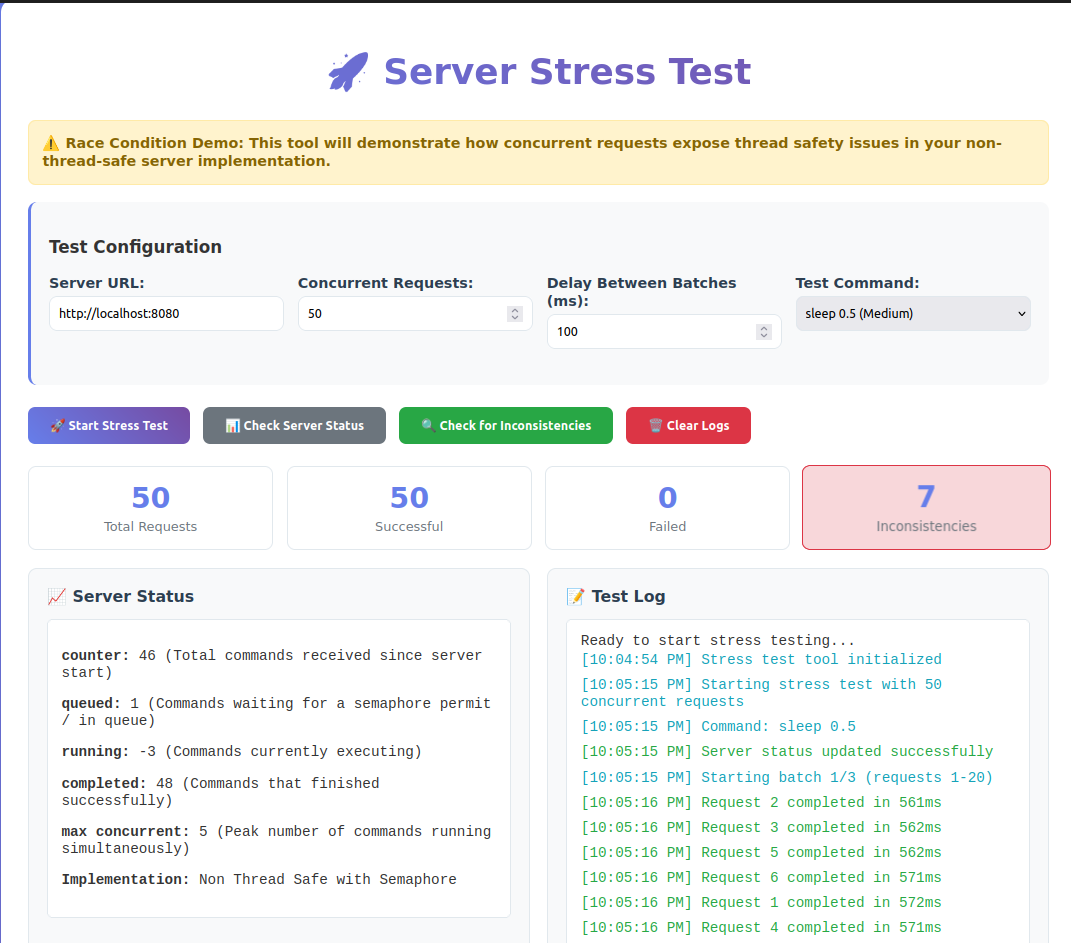 🚀 Server Stress Test
⚠️ Race Condition Demo: This tool will demonstrate how concurrent requests expose thread safety issues in your non-
thread-safe server implementation.
Test Configuration
Server URL:
http://localhost:8080
Concurrent Requests:
50
Delay Between Batches
(ms):
100
Test Command:
sleep 0.5 (Medium)
🚀 Start Stress Test
📊 Check Server Status
🔍 Check for Inconsistencies
🗑️ Clear Logs
50
Total Requests
50
Successful
0
Failed
7
Inconsistencies
📈 Server Status
counter: 46 (Total commands received since server
start)
queued: 1 (Commands waiting for a semaphore permit
/ in queue)
running: -3 (Commands currently executing)
completed: 48 (Commands that finished
successfully)
max concurrent: 5 (Peak number of commands running
simultaneously)
Implementation: Non Thread Safe with Semaphore
📝 Test Log
Ready to start stress testing...
[10:04:54 PM] Stress test tool initialized
[10:05:15 PM] Starting stress test with 50
concurrent requests
[10:05:15 PM] Command: sleep 0.5
[10:05:15 PM] Server status updated successfully
[10:05:15 PM] Starting batch 1/3 (requests 1-20)
[10:05:16 PM] Request 2 completed in 561ms
[10:05:16 PM] Request 3 completed in 562ms
[10:05:16 PM] Request 5 completed in 562ms
[10:05:16 PM] Request 6 completed in 571ms
[10:05:16 PM] Request 1 completed in 572ms
[10:05:16 PM] Request 4 completed in 571ms